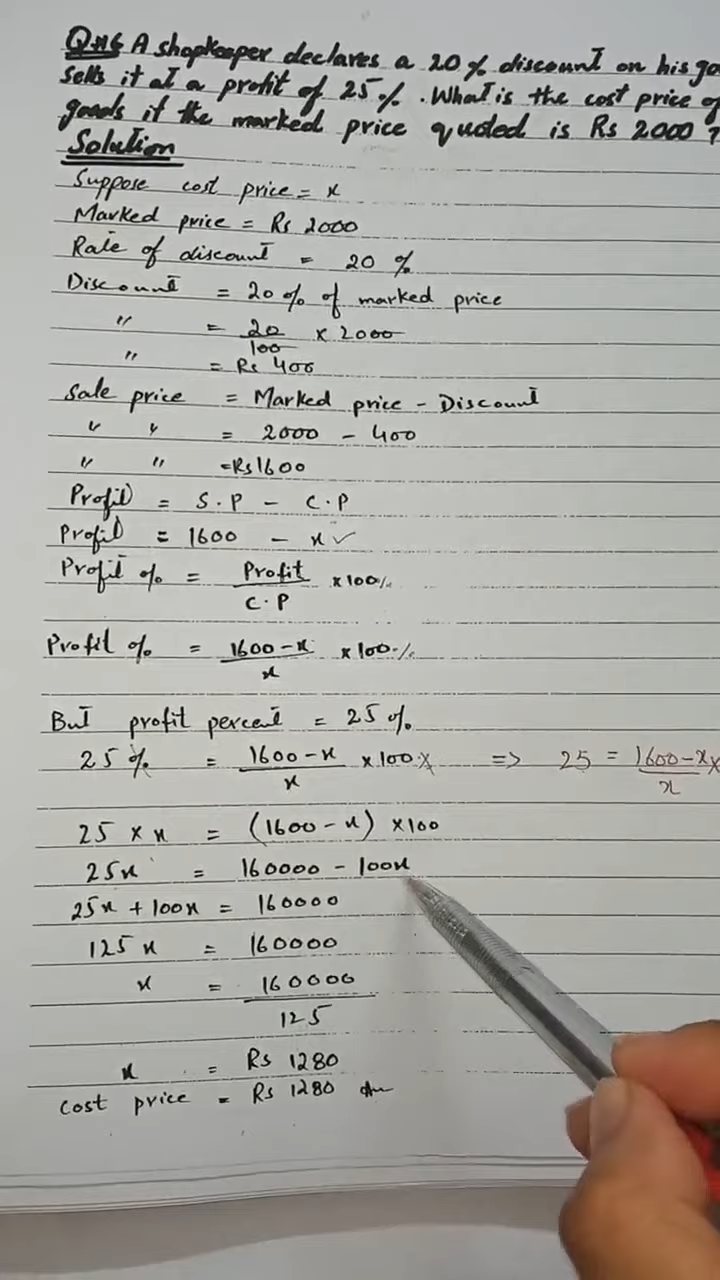 Q#16 A shopkeeper declares a 20% discount on his go
sells it at a profit of 25%. What is the cost price of
goods if the marked price quoted is Rs 2000?
Solution
Suppose cost price = x
Marked price = Rs 2000
Rate of discount = 20 %
Discount = 20% of marked price
" = 20/100 x 2000
" = Rs 400
Sale price = Marked price - Discount
" " = 2000 - 400
" " = Rs 1600
Profit = S.P - C.P
Profit = 1600 - x ✓
Profit % = Profit/C.P x 100%
Profit % = 1600-x/x x 100%
But profit percent = 25%
25% = 1600-x/x x 100% => 25 = 1600-x/x x
25 x x = (1600-x) x 100
25x = 160000 - 100x
25x + 100x = 160000
125x = 160000
x = 160000/125
x = Rs 1280
Cost price = Rs 1280